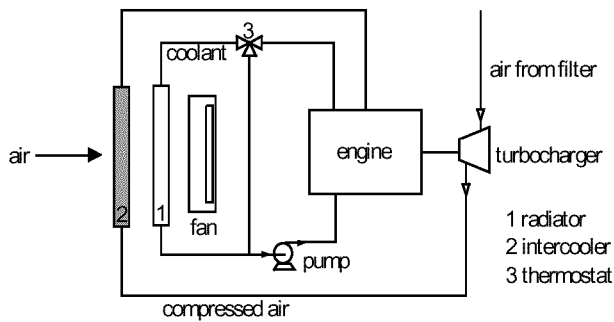 3
coolant
air from filter
air
engine
turbocharger
2
1
fan
pump
1 radiator
2 intercooler
3 thermostat
compressed air